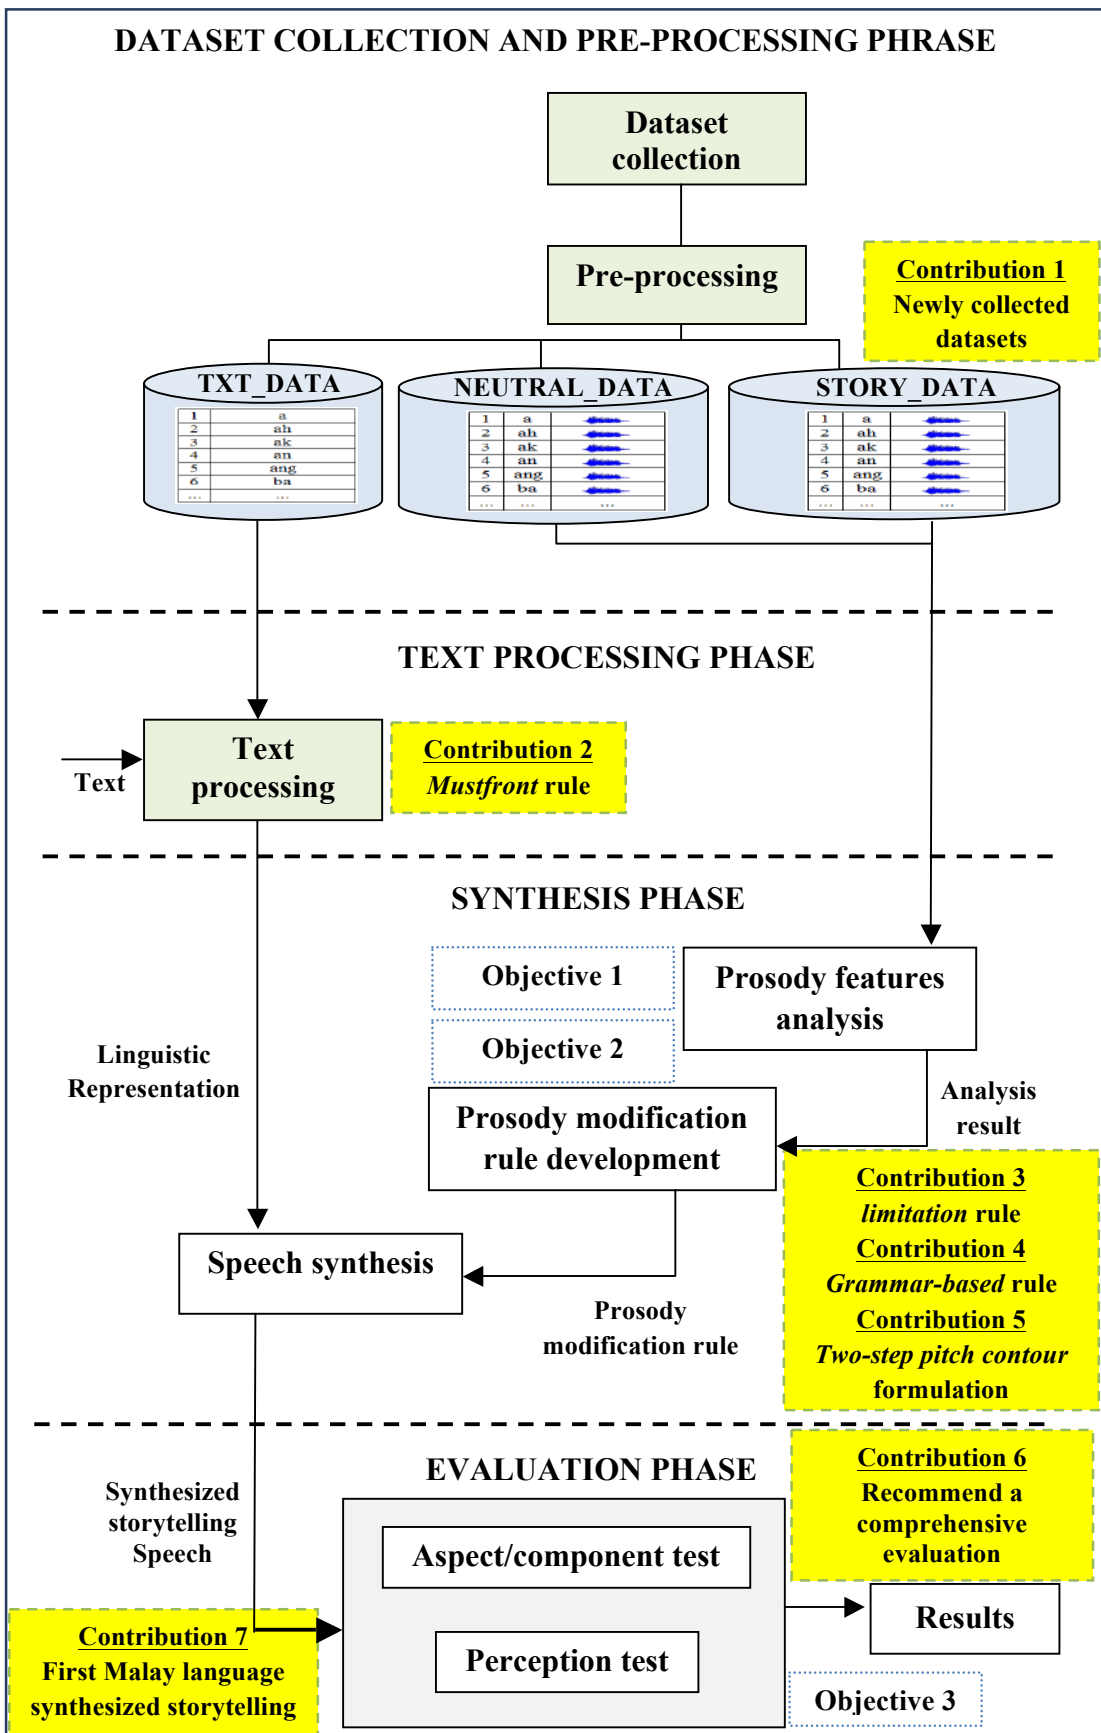 DATASET COLLECTION AND PRE-PROCESSING PHRASE
Dataset
collection
Pre-processing
Contribution 1
Newly collected
datasets
TXT_DATA
1 a
2 ah
3 ak
4 an
5 ang
6 ba
... ...
NEUTRAL_DATA
1 a
2 ah
3 ak
4 an
5 ang
6 ba
... ... ...
STORY_DATA
1 a
2 ah
3 ak
4 an
5 ang
6 ba
... ... ...
TEXT PROCESSING PHASE
Text
Text
processing
Contribution 2
Mustfront rule
SYNTHESIS PHASE
Objective 1
Prosody features
analysis
Objective 2
Linguistic
Representation
Analysis
result
Prosody modification
rule development
Contribution 3
limitation rule
Contribution 4
Grammar-based rule
Contribution 5
Two-step pitch contour
formulation
Speech synthesis
Prosody
modification rule
EVALUATION PHASE
Contribution 6
Recommend a
comprehensive
evaluation
Synthesized
storytelling
Speech
Aspect/component test
Perception test
Results
Contribution 7
First Malay language
synthesized storytelling
Objective 3